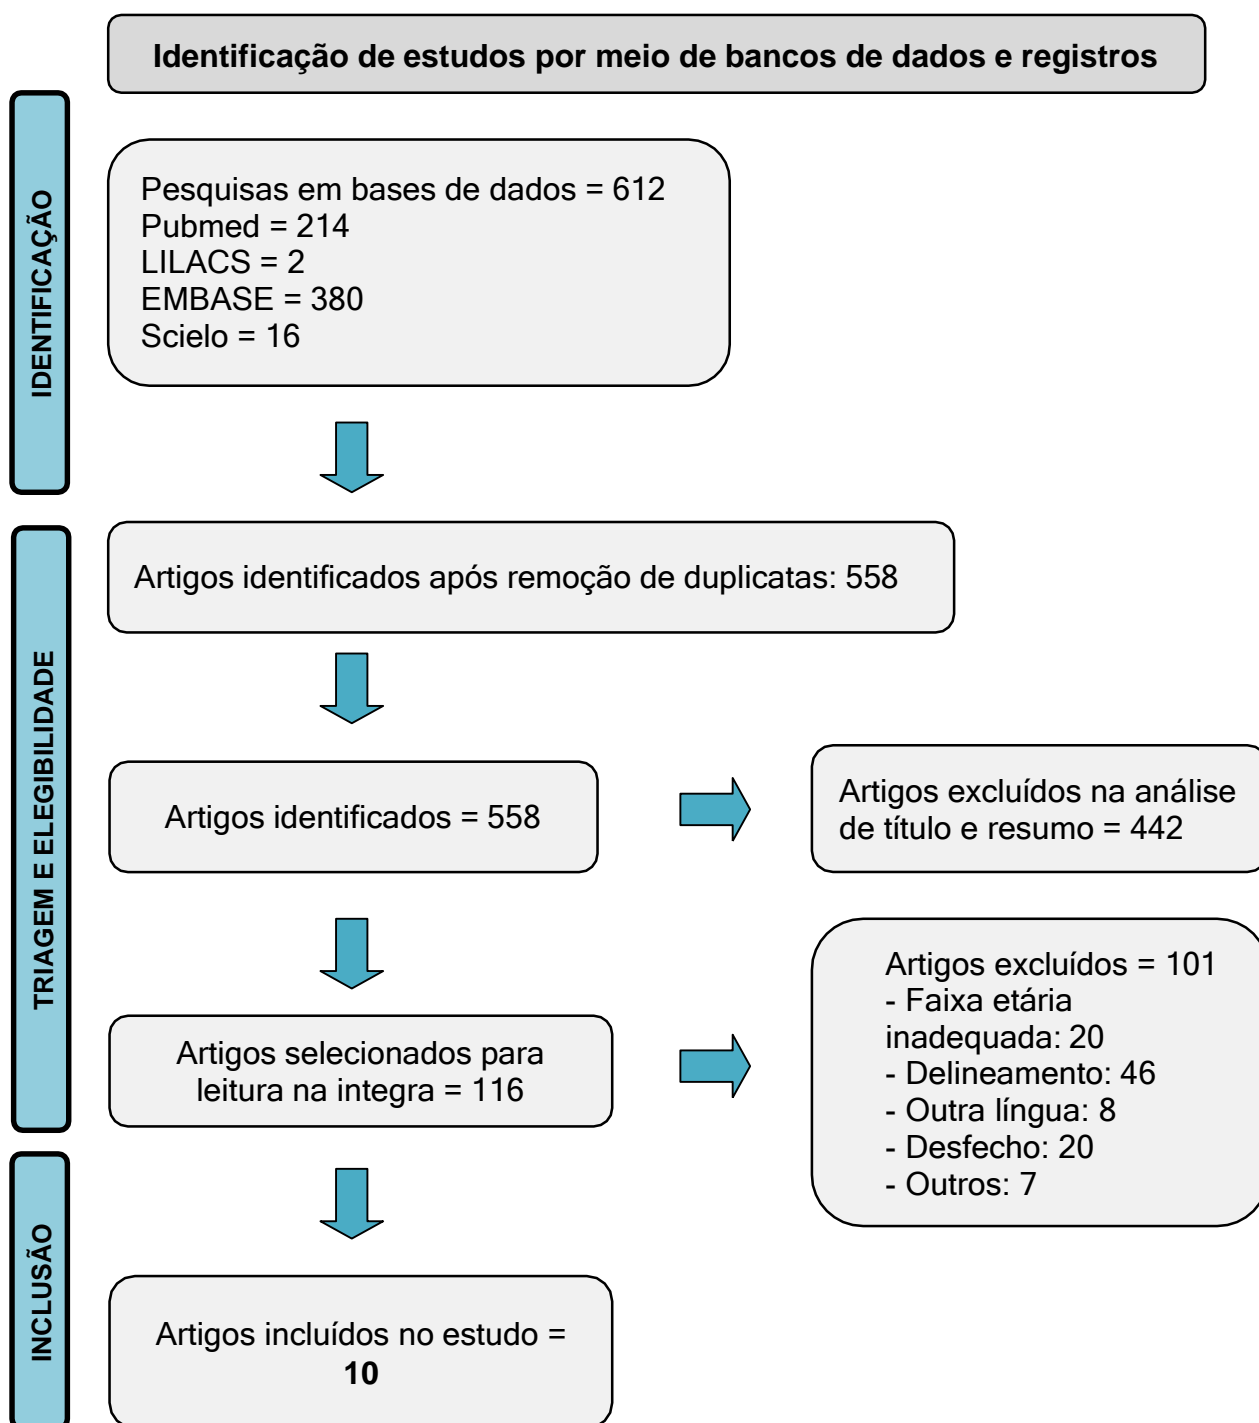 Identificação de estudos por meio de bancos de dados e registros
IDENTIFICAÇÃO
Pesquisas em bases de dados = 612
Pubmed = 214
LILACS = 2
EMBASE = 380
Scielo = 16
TRIAGEM E ELEGIBILIDADE
Artigos identificados após remoção de duplicatas: 558
Artigos identificados = 558
Artigos excluídos na análise
de título e resumo = 442
Artigos selecionados para
leitura na integra = 116
Artigos excluídos = 101
- Faixa etária
inadequada: 20
- Delineamento: 46
- Outra língua: 8
- Desfecho: 20
- Outros: 7
INCLUSÃO
Artigos incluídos no estudo =
10